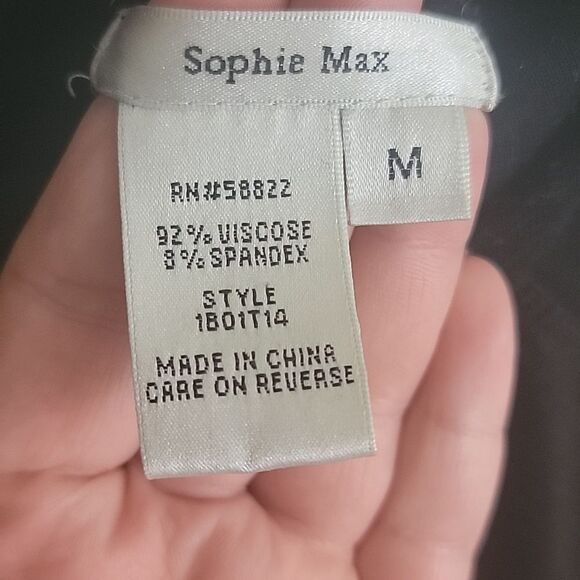 Sophie Max
M
RN#58822
92% VISCOSE
8% SPANDEX
STYLE
1B01T14
MADE IN CHINA
CARE ON REVERSE